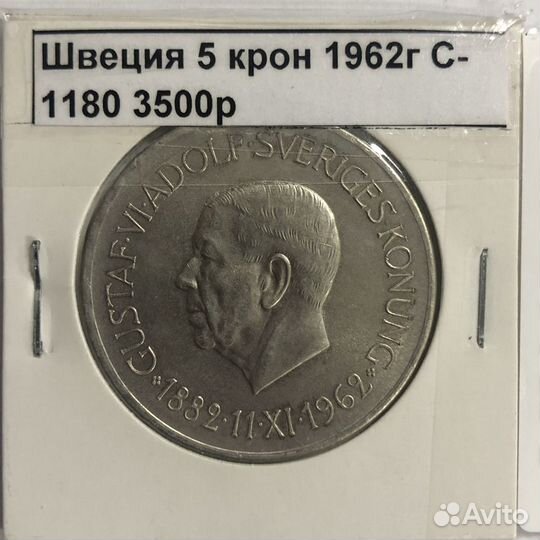 Швеция 5 крон 1962г С-
1180 3500р
GUSTAF·VI·ADOLF·SVERIGES KONUNG
1882·11·XI·1962
Avito